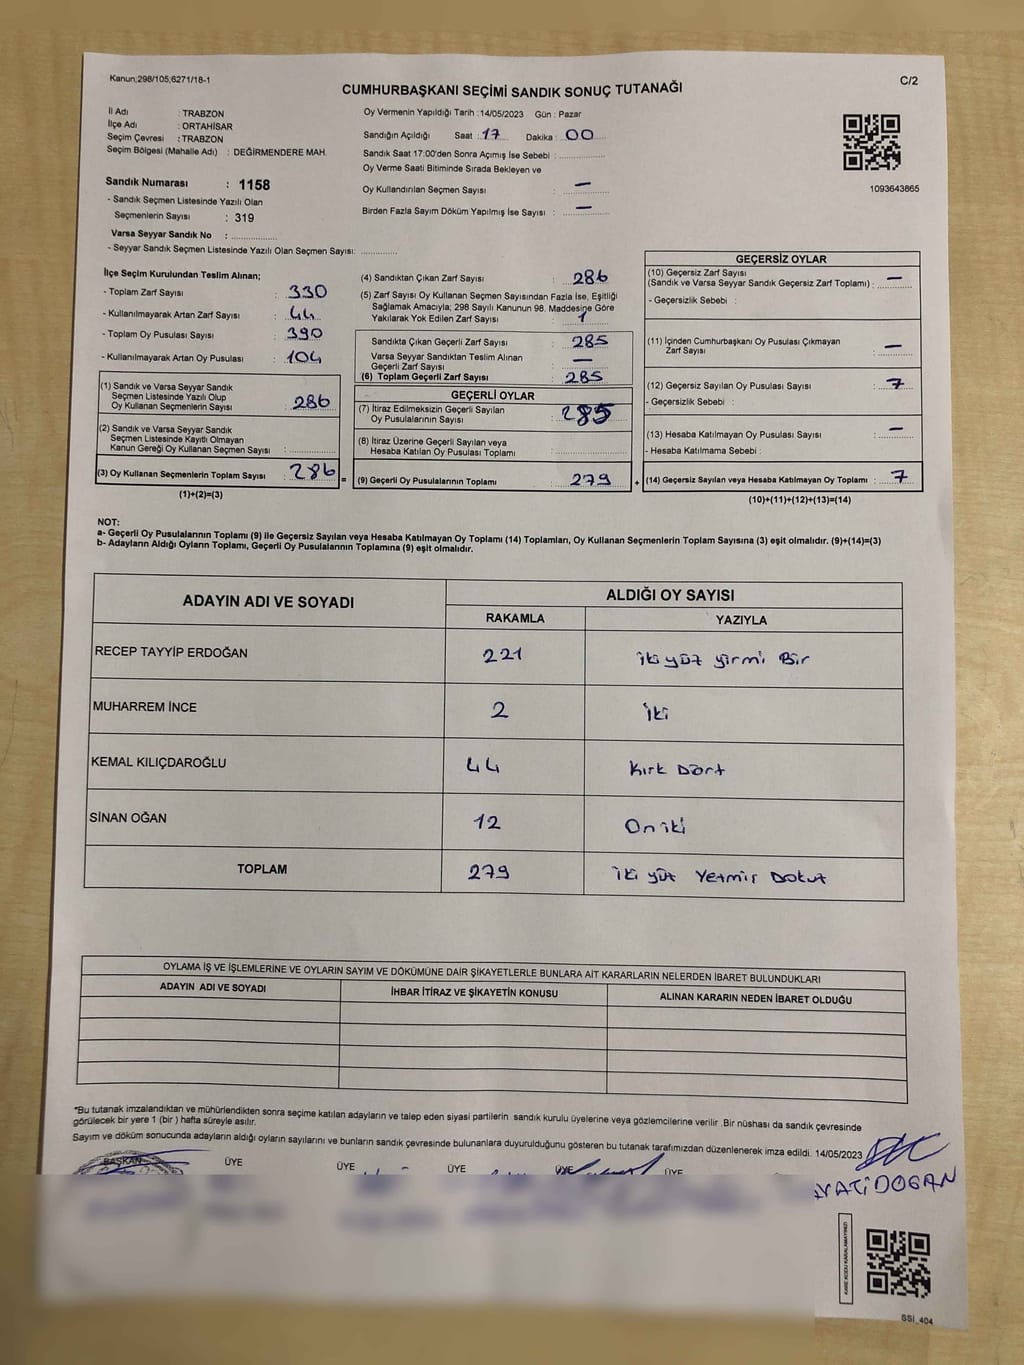 Kanun;298/105;6271/18-1
C/2
CUMHURBAŞKANI SEÇİMİ SANDIK SONUÇ TUTANAĞI
İl Adı : TRABZON
İlçe Adı : ORTAHİSAR
Seçim Çevresi : TRABZON
Seçim Bölgesi (Mahalle Adı) : DEĞİRMENDERE MAH.
Sandık Numarası : 1158
- Sandık Seçmen Listesinde Yazılı Olan
Seçmenlerin Sayısı : 319
Varsa Seyyar Sandık No : ....................
- Seyyar Sandık Seçmen Listesinde Yazılı Olan Seçmen Sayısı: ................
Oy Vermenin Yapıldığı Tarih : 14/05/2023 Gün : Pazar
Sandığın Açıldığı Saat : 17 Dakika : 00
Sandık Saat 17:00'den Sonra Açımış İse Sebebi : ....................
Oy Verme Saati Bitiminde Sırada Bekleyen ve
Oy Kullandırılan Seçmen Sayısı : —
Birden Fazla Sayım Döküm Yapılmış İse Sayısı : —
1093643865
İlçe Seçim Kurulundan Teslim Alınan;
- Toplam Zarf Sayısı : 330
- Kullanılmayarak Artan Zarf Sayısı : 44
- Toplam Oy Pusulası Sayısı : 390
- Kullanılmayarak Artan Oy Pusulası : 104
(1) Sandık ve Varsa Seyyar Sandık
Seçmen Listesinde Yazılı Olup
Oy Kullanan Seçmenlerin Sayısı : 286
(2) Sandık ve Varsa Seyyar Sandık
Seçmen Listesinde Kayıtlı Olmayan
Kanun Gereği Oy Kullanan Seçmen Sayısı : ............
(3) Oy Kullanan Seçmenlerin Toplam Sayısı : 286 =
(1)+(2)=(3)
(4) Sandıktan Çıkan Zarf Sayısı : 286
(5) Zarf Sayısı Oy Kullanan Seçmen Sayısından Fazla İse, Eşitliği
Sağlamak Amacıyla; 298 Sayılı Kanunun 98. Maddesine Göre
Yakılarak Yok Edilen Zarf Sayısı : 1
Sandıkta Çıkan Geçerli Zarf Sayısı : 285
Varsa Seyyar Sandıktan Teslim Alınan
Geçerli Zarf Sayısı : —
(6) Toplam Geçerli Zarf Sayısı : 285
GEÇERLİ OYLAR
(7) İtiraz Edilmeksizin Geçerli Sayılan
Oy Pusulalarının Sayısı : 285
(8) İtiraz Üzerine Geçerli Sayılan veya
Hesaba Katılan Oy Pusulası Toplamı : ................
(9) Geçerli Oy Pusulalarının Toplamı : 279 +
GEÇERSİZ OYLAR
(10) Geçersiz Zarf Sayısı
(Sandık ve Varsa Seyyar Sandık Geçersiz Zarf Toplamı) : —
- Geçersizlik Sebebi :
(11) İçinden Cumhurbaşkanı Oy Pusulası Çıkmayan
Zarf Sayısı : —
(12) Geçersiz Sayılan Oy Pusulası Sayısı : 7
- Geçersizlik Sebebi :
(13) Hesaba Katılmayan Oy Pusulası Sayısı : —
- Hesaba Katılmama Sebebi :
(14) Geçersiz Sayılan veya Hesaba Katılmayan Oy Toplamı : 7
(10)+(11)+(12)+(13)=(14)
NOT:
a- Geçerli Oy Pusulalarının Toplamı (9) ile Geçersiz Sayılan veya Hesaba Katılmayan Oy Toplamı (14) Toplamları, Oy Kullanan Seçmenlerin Toplam Sayısına (3) eşit olmalıdır. (9)+(14)=(3)
b- Adayların Aldığı Oyların Toplamı, Geçerli Oy Pusulalarının Toplamına (9) eşit olmalıdır.
ADAYIN ADI VE SOYADI ALDIĞI OY SAYISI
RAKAMLA YAZIYLA
RECEP TAYYİP ERDOĞAN 221 iki yüz yirmi Bir
MUHARREM İNCE 2 İki
KEMAL KILIÇDAROĞLU 44 Kırk Dört
SİNAN OĞAN 12 On iki
TOPLAM 279 iki yüz Yetmiş Dokuz
OYLAMA İŞ VE İŞLEMLERİNE VE OYLARIN SAYIM VE DÖKÜMÜNE DAİR ŞİKAYETLERLE BUNLARA AİT KARARLARIN NELERDEN İBARET BULUNDUKLARI
ADAYIN ADI VE SOYADI İHBAR İTİRAZ VE ŞİKAYETİN KONUSU ALINAN KARARIN NEDEN İBARET OLDUĞU
*Bu tutanak imzalandıktan ve mühürlendikten sonra seçime katılan adayların ve talep eden siyasi partilerin sandık kurulu üyelerine veya gözlemcilerine verilir .Bir nüshası da sandık çevresinde
görülecek bir yere 1 (bir ) hafta süreyle asılır.
Sayım ve döküm sonucunda adayların aldığı oyların sayılarını ve bunların sandık çevresinde bulunanlara duyurulduğunu gösteren bu tutanak tarafımızdan düzenlenerek imza edildi. 14/05/2023
BAŞKAN ÜYE ÜYE ÜYE ÜYE ÜYE
DOGAN
KARE KODU KARALAMAYINIZ!
SSİ_404